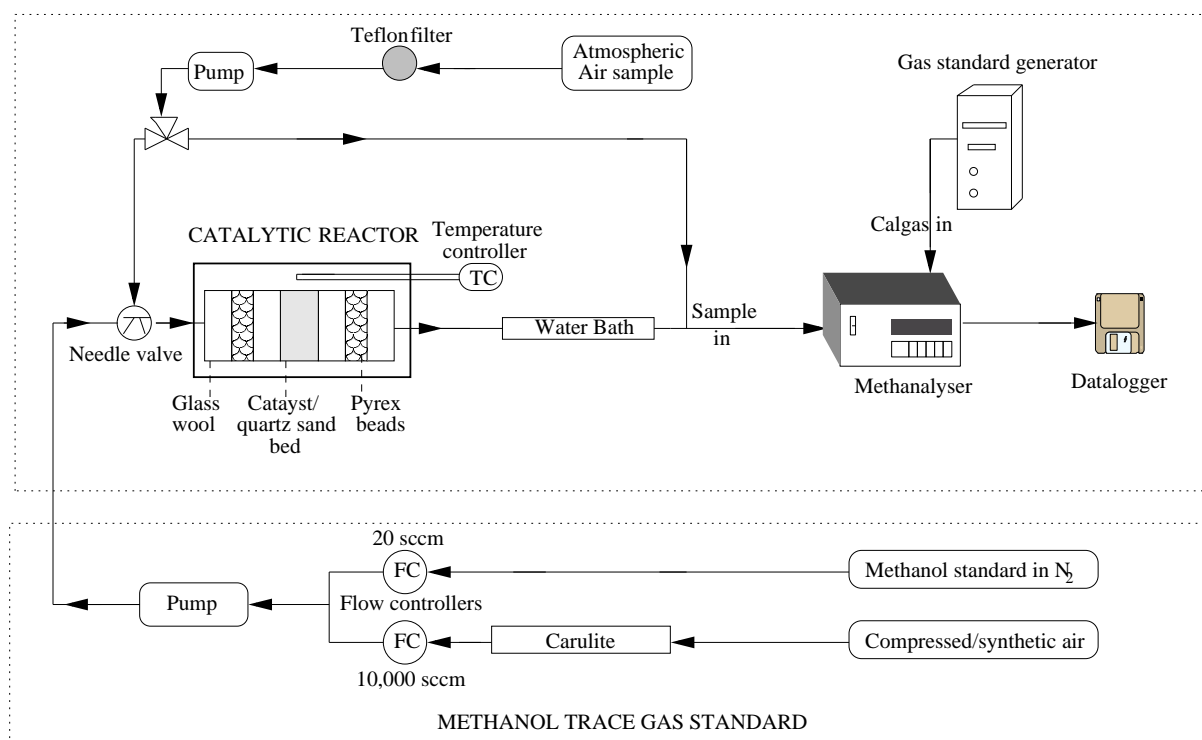 Teflon filter
Pump
Atmospheric
Air sample
Gas standard generator
Calgas in
CATALYTIC REACTOR
Temperature
controller
TC
Needle valve
Water Bath
Sample
in
Methanalyser
Datalogger
Glass
wool
Catayst/
quartz sand
bed
Pyrex
beads
20 sccm
FC
Methanol standard in N2
Pump
Flow controllers
FC
Carulite
Compressed/synthetic air
10,000 sccm
METHANOL TRACE GAS STANDARD